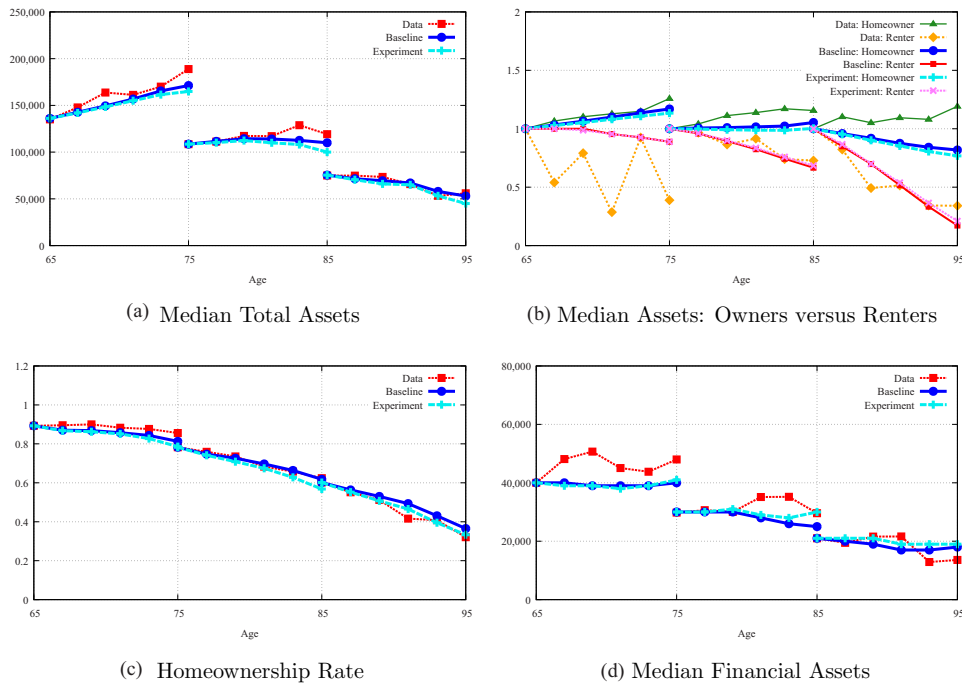 250,000
200,000
150,000
100,000
50,000
0
65 75 85 95
Age
Data
Baseline
Experiment
(a) Median Total Assets
2
1.5
1
0.5
0
65 75 85 95
Age
Data: Homeowner
Data: Renter
Baseline: Homeowner
Baseline: Renter
Experiment: Homeowner
Experiment: Renter
(b) Median Assets: Owners versus Renters
1.2
1
0.8
0.6
0.4
0.2
0
65 75 85 95
Age
Data
Baseline
Experiment
(c) Homeownership Rate
80,000
60,000
40,000
20,000
0
65 75 85 95
Age
Data
Baseline
Experiment
(d) Median Financial Assets